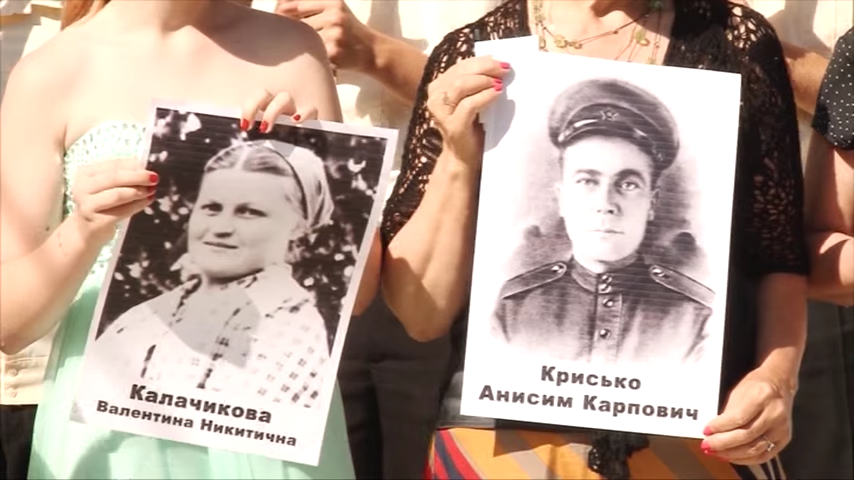 Калачикова
Валентина Никитична
Крисько
Анисим Карпович